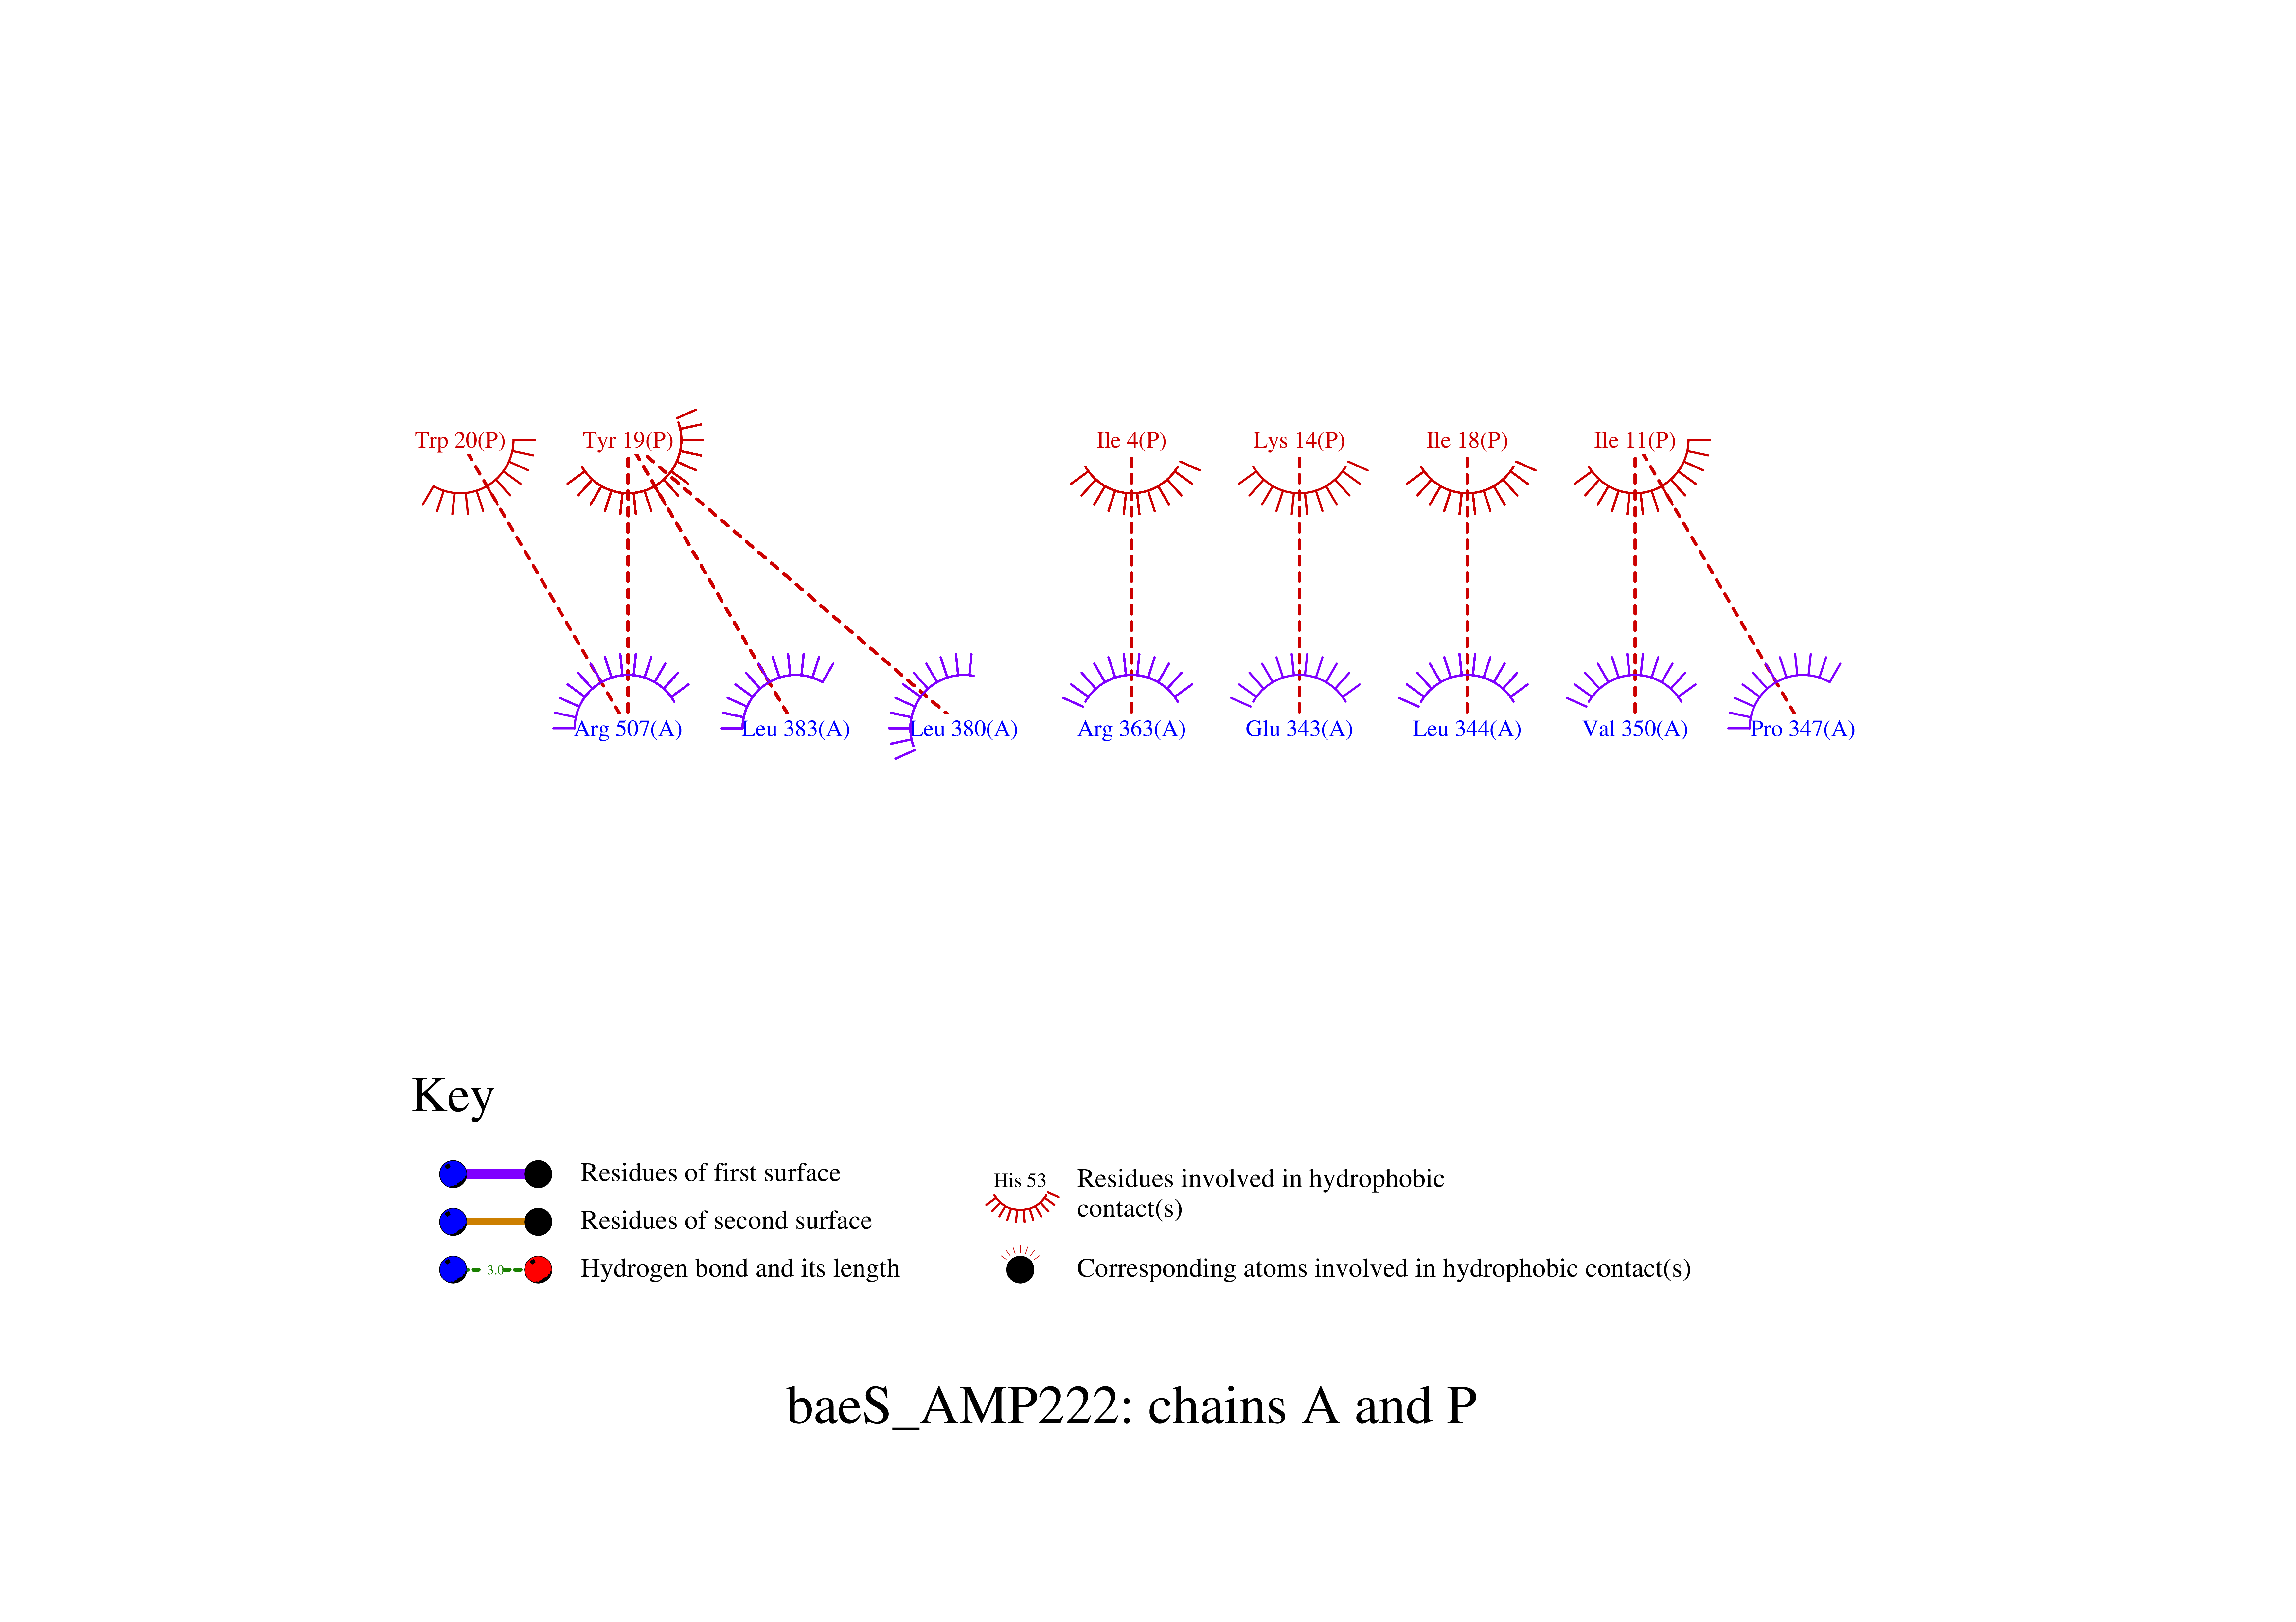 Trp 20(P) Tyr 19(P) Ile 4(P) Lys 14(P) Ile 18(P) Ile 11(P)
Arg 507(A) Leu 383(A) Leu 380(A) Arg 363(A) Glu 343(A) Leu 344(A) Val 350(A) Pro 347(A)
Key
Residues of first surface
Residues of second surface
3.0 Hydrogen bond and its length
His 53 Residues involved in hydrophobic
contact(s)
Corresponding atoms involved in hydrophobic contact(s)
baeS_AMP222: chains A and P